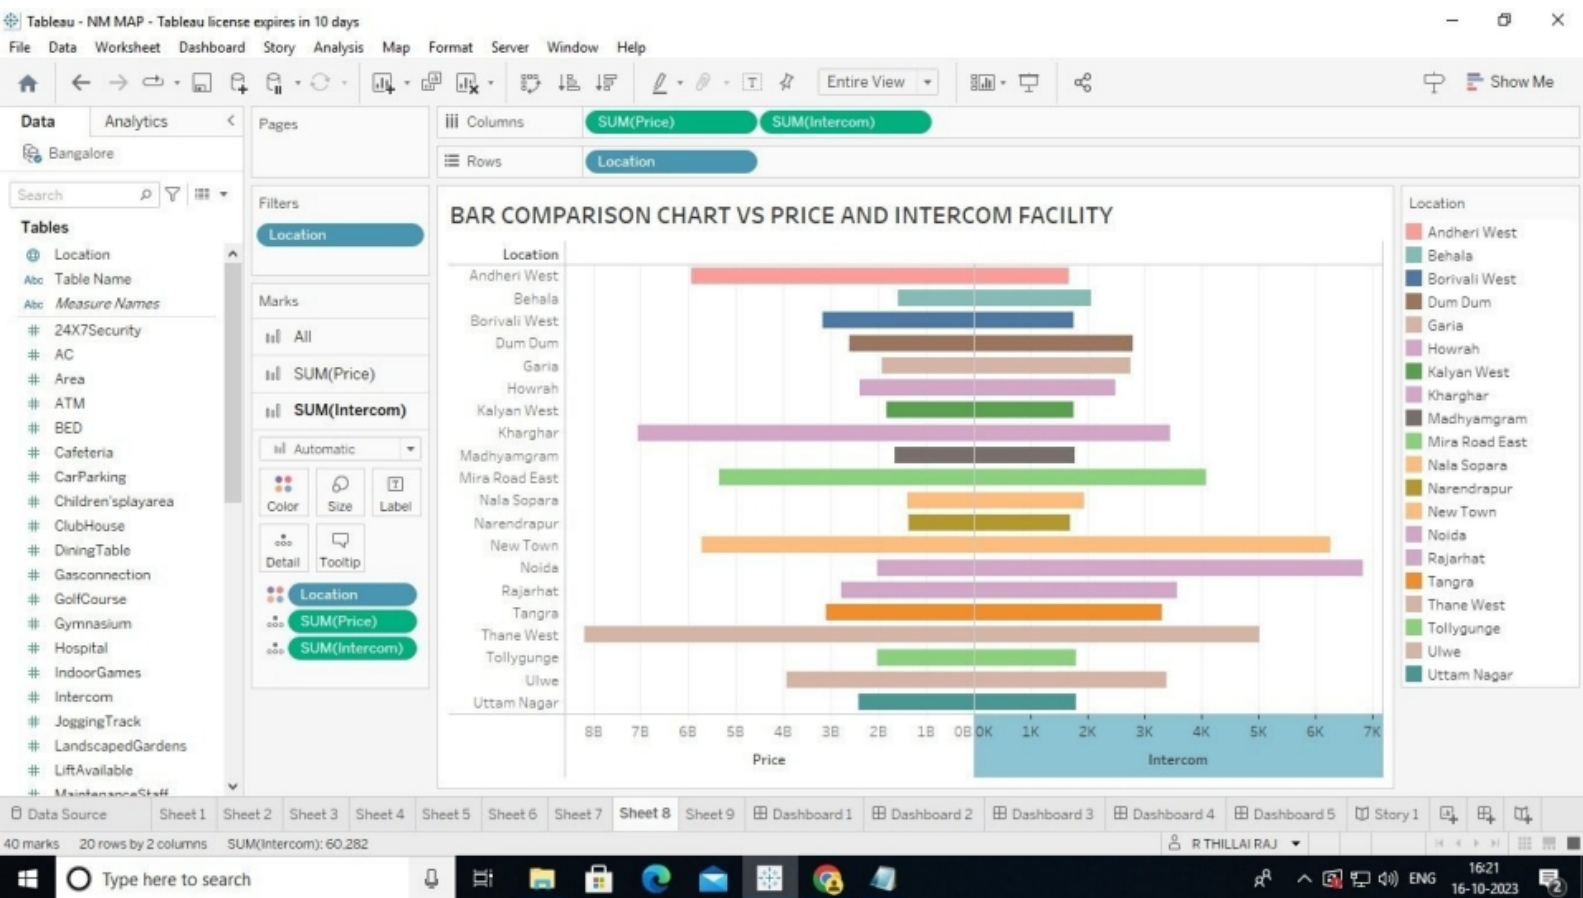 Tableau - NM MAP - Tableau license expires in 10 days
File Data Worksheet Dashboard Story Analysis Map Format Server Window Help
Entire View
Show Me
Data Analytics
Bangalore
Search
Tables
Location
Abc Table Name
Abc Measure Names
# 24X7Security
# AC
# Area
# ATM
# BED
# Cafeteria
# CarParking
# Children'splayarea
# ClubHouse
# DiningTable
# Gasconnection
# GolfCourse
# Gymnasium
# Hospital
# IndoorGames
# Intercom
# JoggingTrack
# LandscapedGardens
# LiftAvailable
# MaintenanceStaff
Pages
Filters
Location
Marks
All
SUM(Price)
SUM(Intercom)
Automatic
Color Size Label
Detail Tooltip
Location
SUM(Price)
SUM(Intercom)
Columns SUM(Price) SUM(Intercom)
Rows Location
BAR COMPARISON CHART VS PRICE AND INTERCOM FACILITY
Location
Andheri West
Behala
Borivali West
Dum Dum
Garia
Howrah
Kalyan West
Kharghar
Madhyamgram
Mira Road East
Nala Sopara
Narendrapur
New Town
Noida
Rajarhat
Tangra
Thane West
Tollygunge
Ulwe
Uttam Nagar
8B 7B 6B 5B 4B 3B 2B 1B 0B 0K 1K 2K 3K 4K 5K 6K 7K
Price Intercom
Location
Andheri West
Behala
Borivali West
Dum Dum
Garia
Howrah
Kalyan West
Kharghar
Madhyamgram
Mira Road East
Nala Sopara
Narendrapur
New Town
Noida
Rajarhat
Tangra
Thane West
Tollygunge
Ulwe
Uttam Nagar
Data Source Sheet 1 Sheet 2 Sheet 3 Sheet 4 Sheet 5 Sheet 6 Sheet 7 Sheet 8 Sheet 9 Dashboard 1 Dashboard 2 Dashboard 3 Dashboard 4 Dashboard 5 Story 1
40 marks 20 rows by 2 columns SUM(Intercom): 60,282 R THILLAI RAJ
Type here to search
ENG
16:21
16-10-2023
2